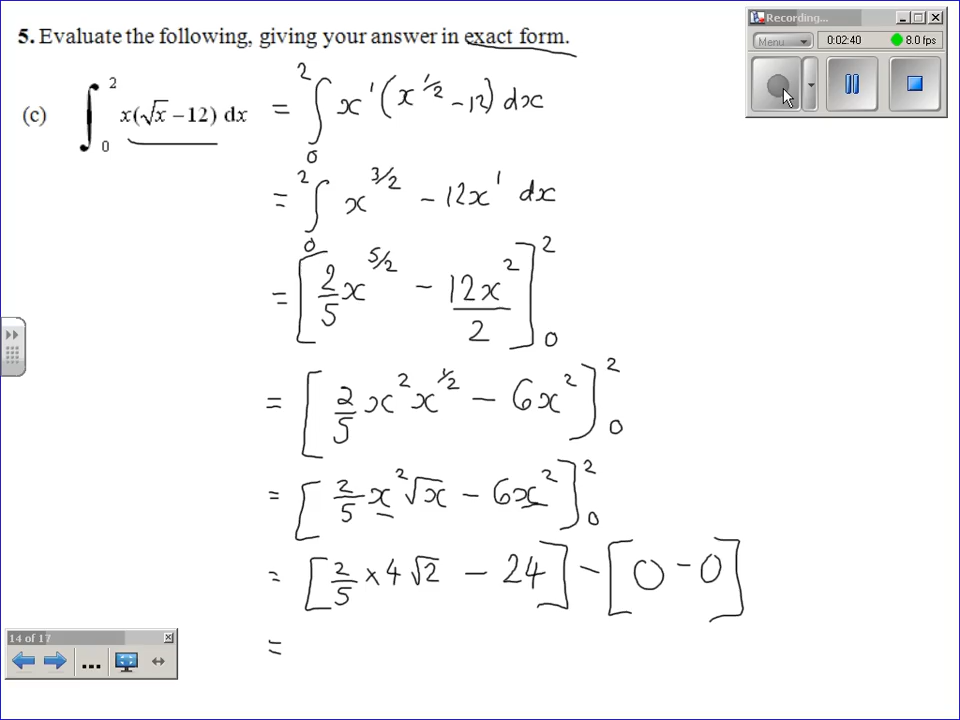 5. Evaluate the following, giving your answer in exact form.
Recording...
Menu
0:02:40
8.0 fps
(c) ∫₀² x(√x – 12) dx = ∫₀² x¹(x^1/2 – 12) dx
= ∫₀² x^3/2 – 12x¹ dx
= [2/5 x^5/2 – 12x²/2]₀²
= [2/5 x² x^1/2 – 6x²]₀²
= [2/5 x² √x – 6x²]₀²
= [2/5 × 4√2 – 24] – [0 – 0]
=
14 of 17
...